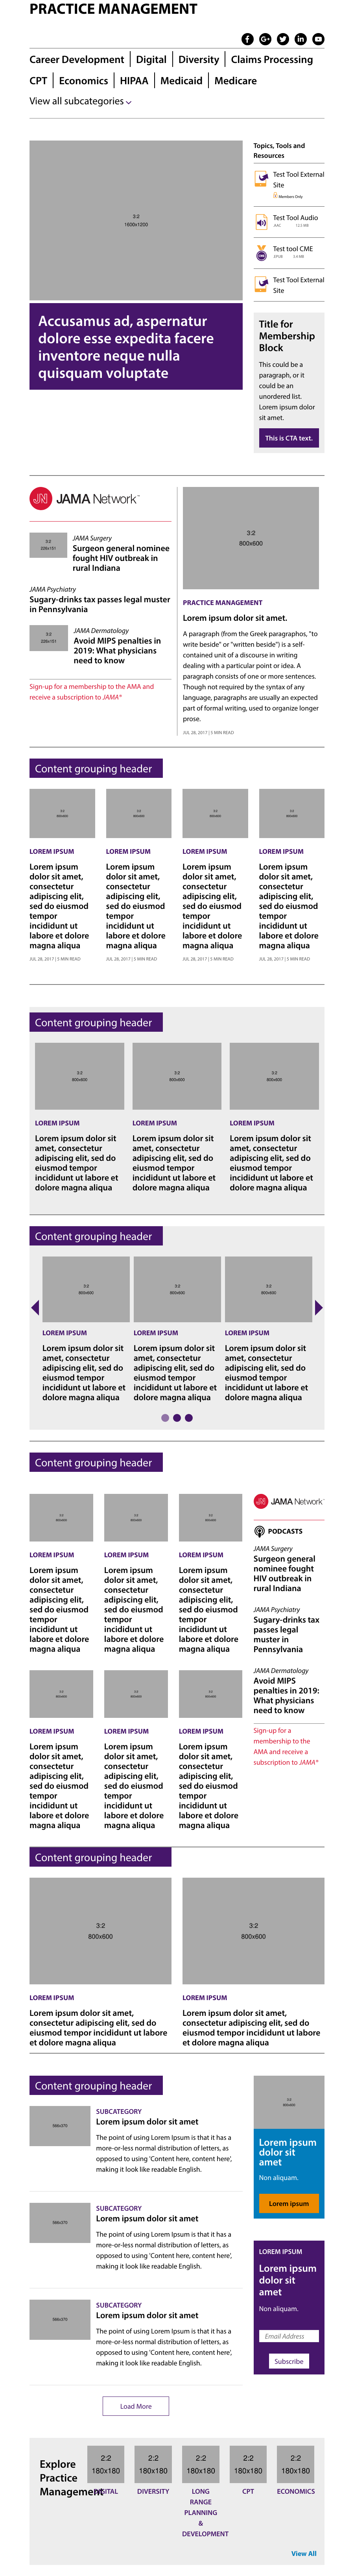 PRACTICE MANAGEMENT
Career Development | Digital | Diversity | Claims Processing
CPT | Economics | HIPAA | Medicaid | Medicare
View all subcategories
3:2
1600x1200
Accusamus ad, aspernatur
dolore esse expedita facere
inventore neque nulla
quisquam voluptate
Topics, Tools and
Resources
Test Tool External
Site
Members Only
Test Tool Audio
AAC 13.5 MB
Test tool CME
EPUB 3.4 MB
Test Tool External
Site
Title for
Membership
Block
This could be a
paragraph, or it
could be an
unordered list.
Lorem ipsum dolor
sit amet.
This is CTA text.
JN JAMA Network™
3:2
JAMA Surgery
Surgeon general nominee
fought HIV outbreak in
rural Indiana
JAMA Psychiatry
Sugary-drinks tax passes legal muster
in Pennsylvania
3:2
JAMA Dermatology
Avoid MIPS penalties in
2019: What physicians
need to know
Sign-up for a membership to the AMA and
receive a subscription to JAMA®
3:2
800x600
PRACTICE MANAGEMENT
Lorem ipsum dolor sit amet.
A paragraph (from the Greek paragraphos, "to
write beside" or "written beside") is a self-
contained unit of a discourse in writing
dealing with a particular point or idea. A
paragraph consists of one or more sentences.
Though not required by the syntax of any
language, paragraphs are usually an expected
part of formal writing, used to organize longer
prose.
JUL 28, 2017 | 5 MIN READ
Content grouping header
LOREM IPSUM
Lorem ipsum
dolor sit amet,
consectetur
adipiscing elit,
sed do eiusmod
tempor
incididunt ut
labore et dolore
magna aliqua
JUL 28, 2017 | 5 MIN READ
LOREM IPSUM
Lorem ipsum
dolor sit amet,
consectetur
adipiscing elit,
sed do eiusmod
tempor
incididunt ut
labore et dolore
magna aliqua
JUL 28, 2017 | 5 MIN READ
LOREM IPSUM
Lorem ipsum
dolor sit amet,
consectetur
adipiscing elit,
sed do eiusmod
tempor
incididunt ut
labore et dolore
magna aliqua
JUL 28, 2017 | 5 MIN READ
LOREM IPSUM
Lorem ipsum
dolor sit amet,
consectetur
adipiscing elit,
sed do eiusmod
tempor
incididunt ut
labore et dolore
magna aliqua
JUL 28, 2017 | 5 MIN READ
Content grouping header
3:2
800x600
LOREM IPSUM
Lorem ipsum dolor sit
amet, consectetur
adipiscing elit, sed do
eiusmod tempor
incididunt ut labore et
dolore magna aliqua
3:2
800x600
LOREM IPSUM
Lorem ipsum dolor sit
amet, consectetur
adipiscing elit, sed do
eiusmod tempor
incididunt ut labore et
dolore magna aliqua
3:2
800x600
LOREM IPSUM
Lorem ipsum dolor sit
amet, consectetur
adipiscing elit, sed do
eiusmod tempor
incididunt ut labore et
dolore magna aliqua
Content grouping header
3:2
800x600
LOREM IPSUM
Lorem ipsum dolor sit
amet, consectetur
adipiscing elit, sed do
eiusmod tempor
incididunt ut labore et
dolore magna aliqua
3:2
800x600
LOREM IPSUM
Lorem ipsum dolor sit
amet, consectetur
adipiscing elit, sed do
eiusmod tempor
incididunt ut labore et
dolore magna aliqua
3:2
800x600
LOREM IPSUM
Lorem ipsum dolor sit
amet, consectetur
adipiscing elit, sed do
eiusmod tempor
incididunt ut labore et
dolore magna aliqua
Content grouping header
LOREM IPSUM
Lorem ipsum
dolor sit amet,
consectetur
adipiscing elit,
sed do eiusmod
tempor
incididunt ut
labore et dolore
magna aliqua
LOREM IPSUM
Lorem ipsum
dolor sit amet,
consectetur
adipiscing elit,
sed do eiusmod
tempor
incididunt ut
labore et dolore
magna aliqua
LOREM IPSUM
Lorem ipsum
dolor sit amet,
consectetur
adipiscing elit,
sed do eiusmod
tempor
incididunt ut
labore et dolore
magna aliqua
LOREM IPSUM
Lorem ipsum
dolor sit amet,
consectetur
adipiscing elit,
sed do eiusmod
tempor
incididunt ut
labore et dolore
magna aliqua
LOREM IPSUM
Lorem ipsum
dolor sit amet,
consectetur
adipiscing elit,
sed do eiusmod
tempor
incididunt ut
labore et dolore
magna aliqua
LOREM IPSUM
Lorem ipsum
dolor sit amet,
consectetur
adipiscing elit,
sed do eiusmod
tempor
incididunt ut
labore et dolore
magna aliqua
JAMA Network
PODCASTS
JAMA Surgery
Surgeon general
nominee fought
HIV outbreak in
rural Indiana
JAMA Psychiatry
Sugary-drinks tax
passes legal
muster in
Pennsylvania
JAMA Dermatology
Avoid MIPS
penalties in 2019:
What physicians
need to know
Sign-up for a
membership to the
AMA and receive a
subscription to JAMA®
Content grouping header
3:2
800x600
LOREM IPSUM
Lorem ipsum dolor sit amet,
consectetur adipiscing elit, sed do
eiusmod tempor incididunt ut labore
et dolore magna aliqua
3:2
800x600
LOREM IPSUM
Lorem ipsum dolor sit amet,
consectetur adipiscing elit, sed do
eiusmod tempor incididunt ut labore
et dolore magna aliqua
Content grouping header
SUBCATEGORY
Lorem ipsum dolor sit amet
The point of using Lorem Ipsum is that it has a
more-or-less normal distribution of letters, as
opposed to using 'Content here, content here',
making it look like readable English.
SUBCATEGORY
Lorem ipsum dolor sit amet
The point of using Lorem Ipsum is that it has a
more-or-less normal distribution of letters, as
opposed to using 'Content here, content here',
making it look like readable English.
SUBCATEGORY
Lorem ipsum dolor sit amet
The point of using Lorem Ipsum is that it has a
more-or-less normal distribution of letters, as
opposed to using 'Content here, content here',
making it look like readable English.
Load More
Lorem ipsum
dolor sit
amet
Non aliquam.
Lorem ipsum
LOREM IPSUM
Lorem ipsum
dolor sit
amet
Non aliquam.
Email Address
Subscribe
Explore
Practice
Management
2:2
180x180
DIGITAL
2:2
180x180
DIVERSITY
2:2
180x180
LONG
RANGE
PLANNING
&
DEVELOPMENT
2:2
180x180
CPT
2:2
180x180
ECONOMICS
View All